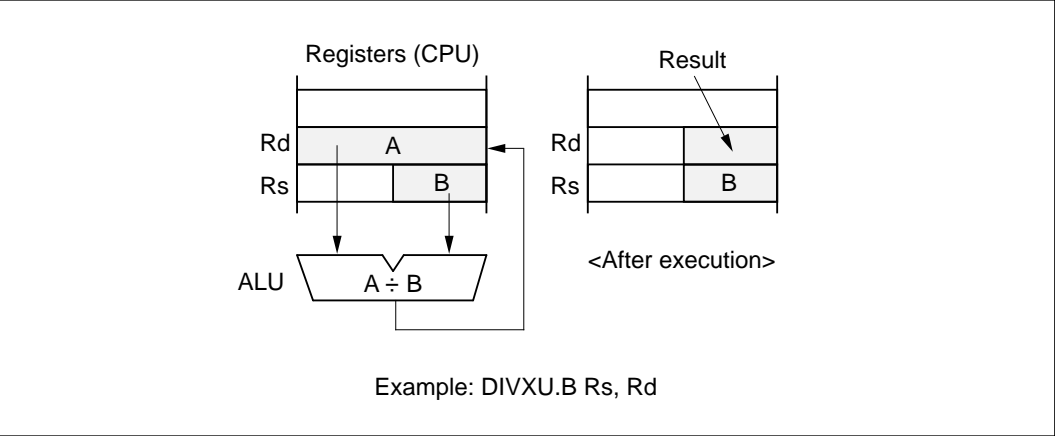 Registers (CPU)
Rd
A
Rs
B
ALU
A ÷ B
Result
Rd
Rs
B
<After execution>
Example: DIVXU.B Rs, Rd